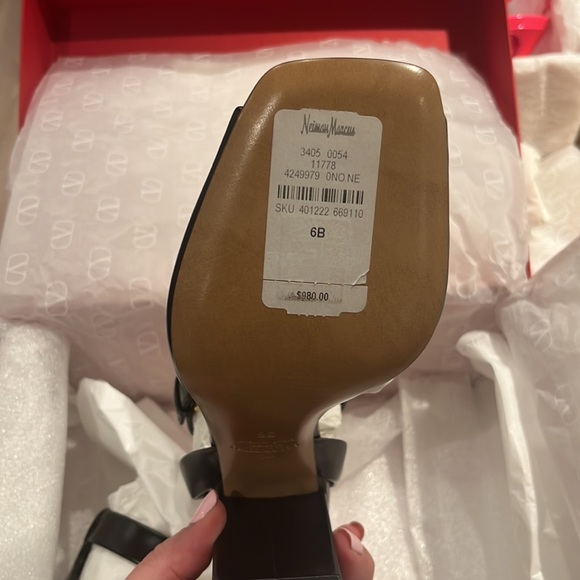 Neiman Marcus
3405 0054
11778
4249979 0NO NE
SKU 401222 669110
6B
$980.00